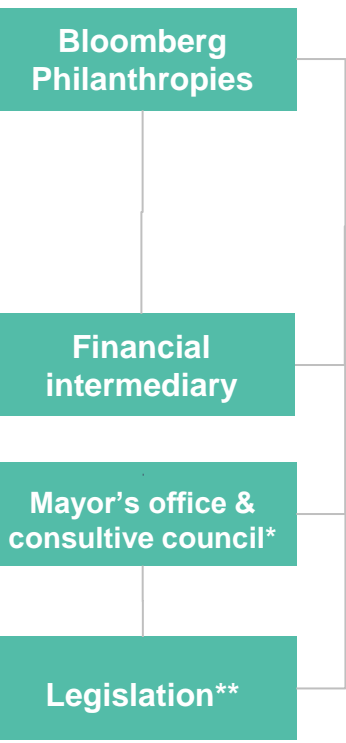 Bloomberg
Philanthropies
Financial
intermediary
Mayor's office &
consultive council*
Legislation**